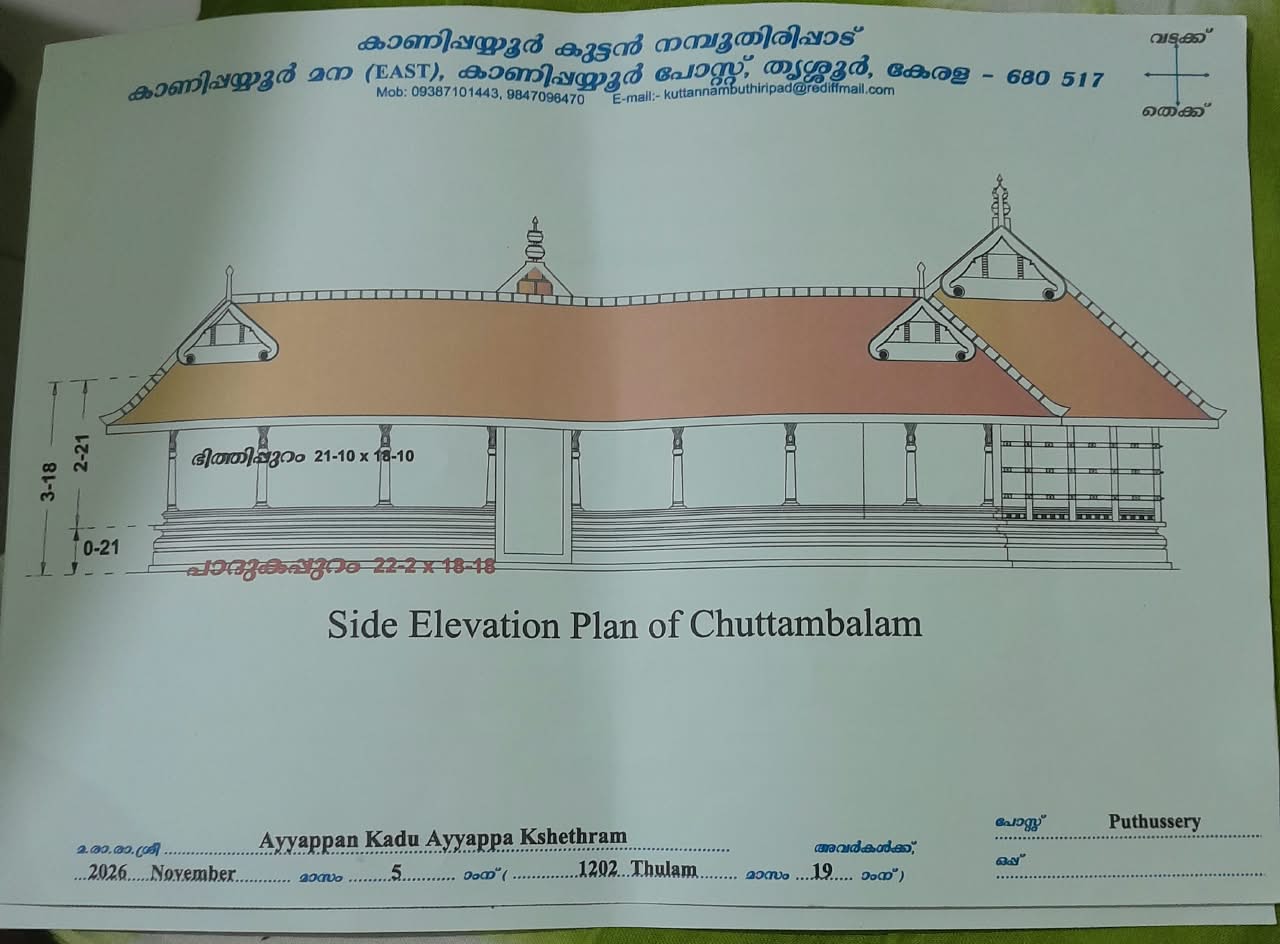 കാണിപ്പയ്യൂർ കുട്ടൻ നമ്പൂതിരിപ്പാട്
കാണിപ്പയ്യൂർ മന (EAST), കാണിപ്പയ്യൂർ പോസ്റ്റ്, തൃശ്ശൂർ, കേരള - 680 517
Mob: 09387101443, 9847096470 E-mail:- kuttannambuthiripad@rediffmail.com
വടക്ക്
തെക്ക്
3-18
2-21
0-21
ഭിത്തിപ്പുറം 21-10 x 18-10
പാദുകപ്പുറം 22-2 x 18-18
Side Elevation Plan of Chuttambalam
മ.രാ.രാ.ശ്രീ Ayyappan Kadu Ayyappa Kshethram അവർകൾക്ക്,
2026 November മാസം 5 ാംന് ( 1202 Thulam മാസം 19 ാംന് )
പോസ്റ്റ് Puthussery
ഒപ്പ്